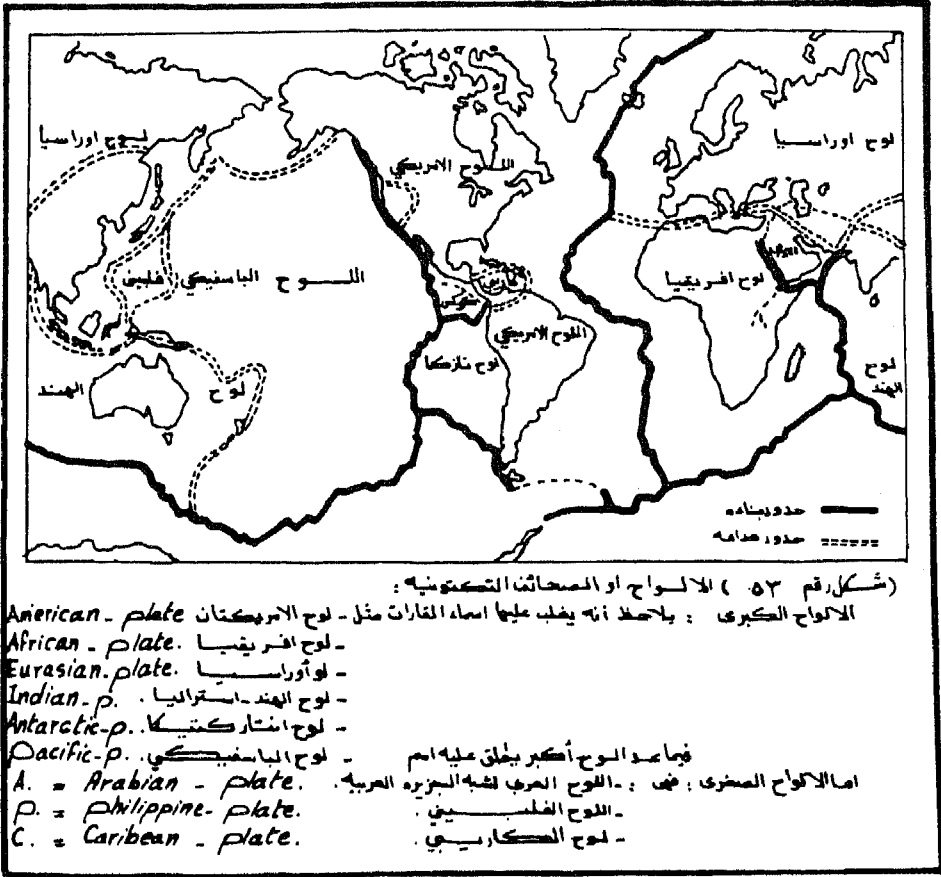 لوح اوراسيا
اللوح الامريكي
لوح اوراسيا
اللوح الباسفيكي
فلبين
لوح افريقيا
اللوح الامريكي
لوح نازكا
الهند
لوح
لوح
الهند
حدود بناءه
حدود هدامه
(شكل رقم ٥٣ ) الالواح او الصحائف التكتونيه :
الالواح الكبرى : يلاحظ أنه يغلب عليها اسماء القارات مثل - لوح الامريكتان American - plate
- لوح افريقيا African - plate.
- لو أوراسيا Eurasian - plate.
- لوح الهند - استراليا . Indian - p.
- لوح انتاركتيكا . Antarctic - p.
فيما عدا لوح أكبر يطلق عليه اسم - لوح الباسفيكي . Pacific - p.
اما الالواح الصغرى : فهى : - اللوح العربي لشبه الجزيره العربيه . A. = Arabian - plate.
- اللوح الفلبيني . P. = philippine - plate.
- لوح الكاريبي . C. = Caribean - plate.